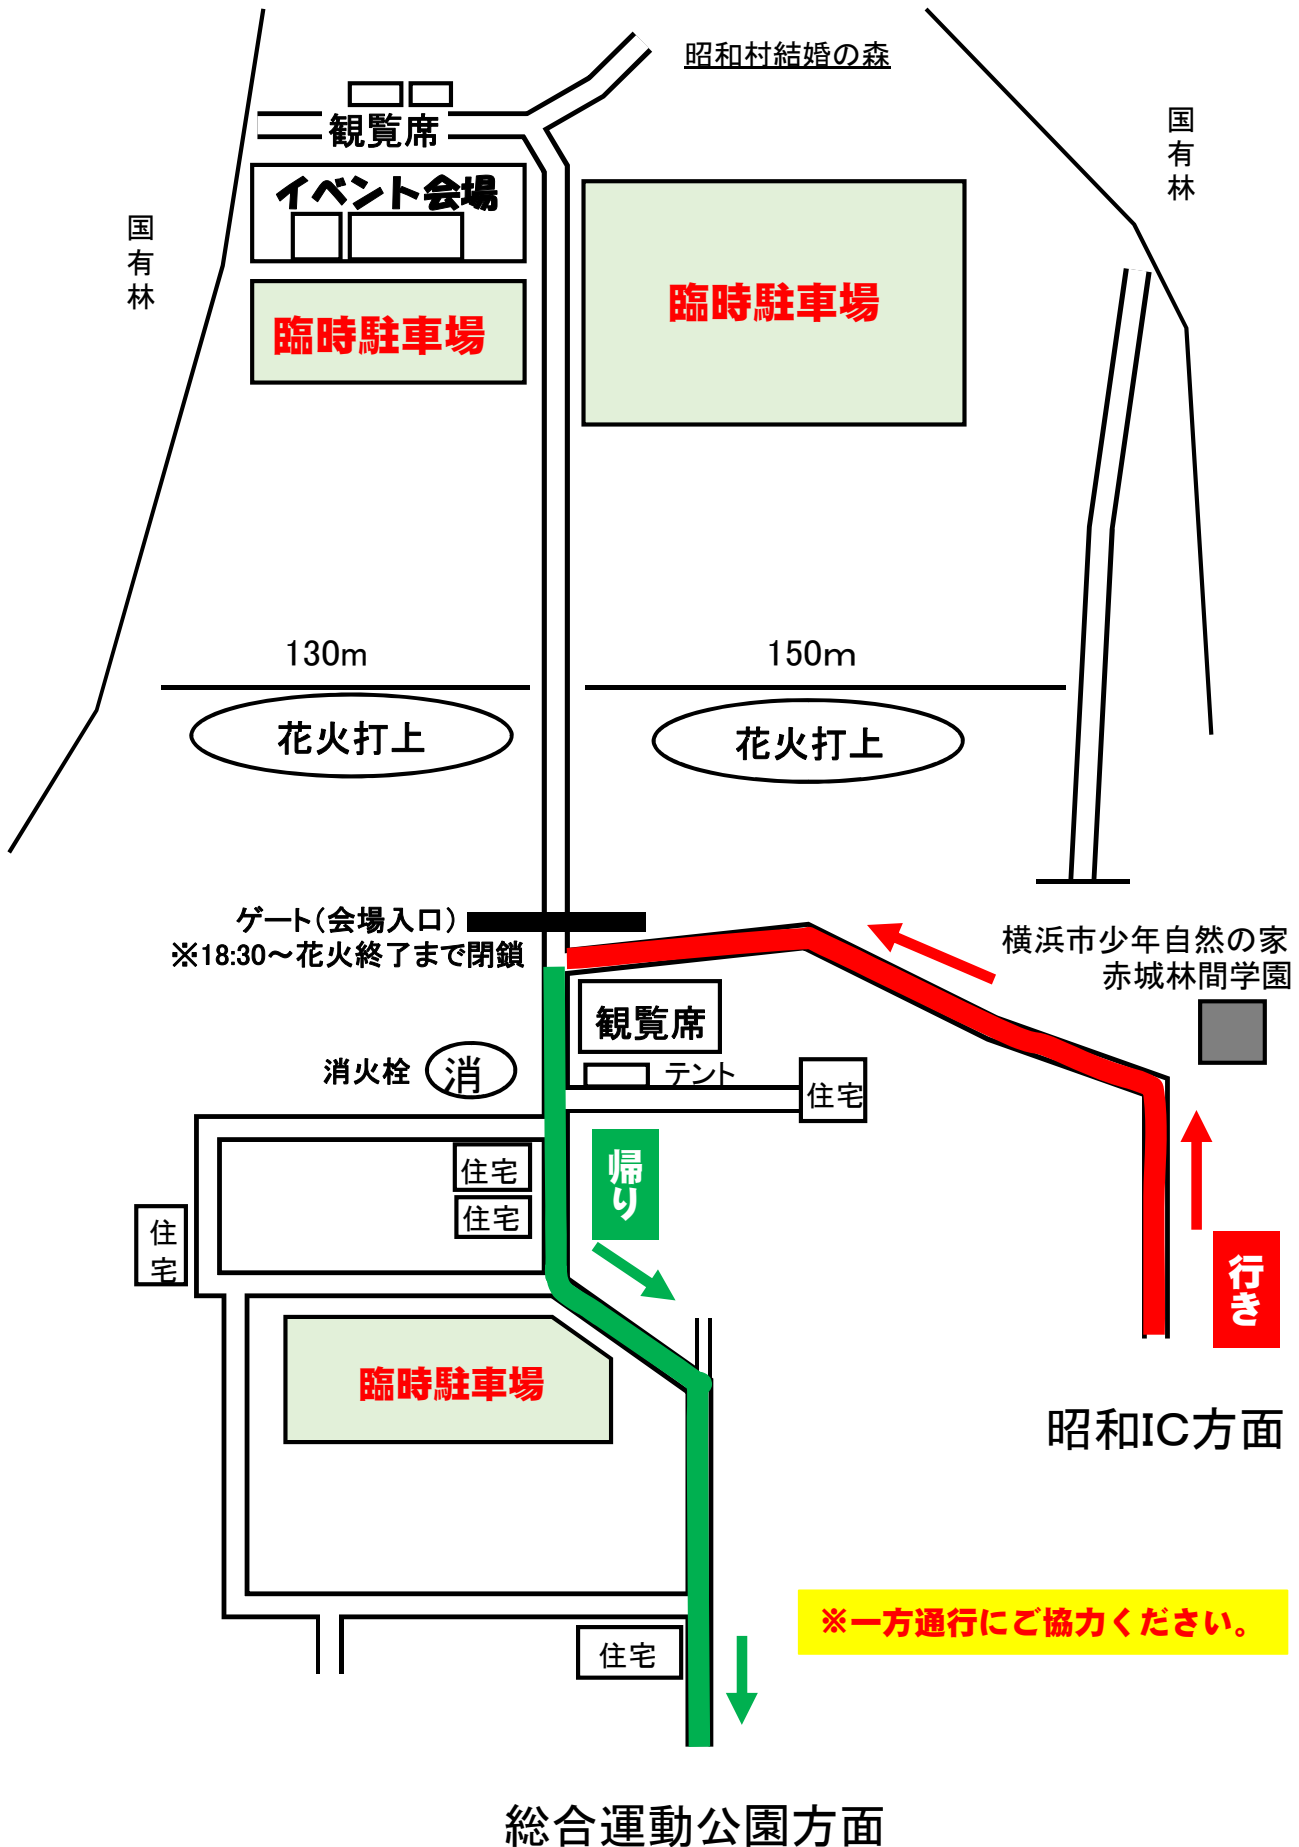 昭和村結婚の森
観覧席
国有林
イベント会場
国有林
臨時駐車場
臨時駐車場
130m
150m
花火打上
花火打上
ゲート(会場入口)
※18:30~花火終了まで閉鎖
横浜市少年自然の家
赤城林間学園
観覧席
消火栓
消
テント
住宅
住宅
住宅
帰り
住宅
行き
臨時駐車場
昭和IC方面
※一方通行にご協力ください。
住宅
総合運動公園方面